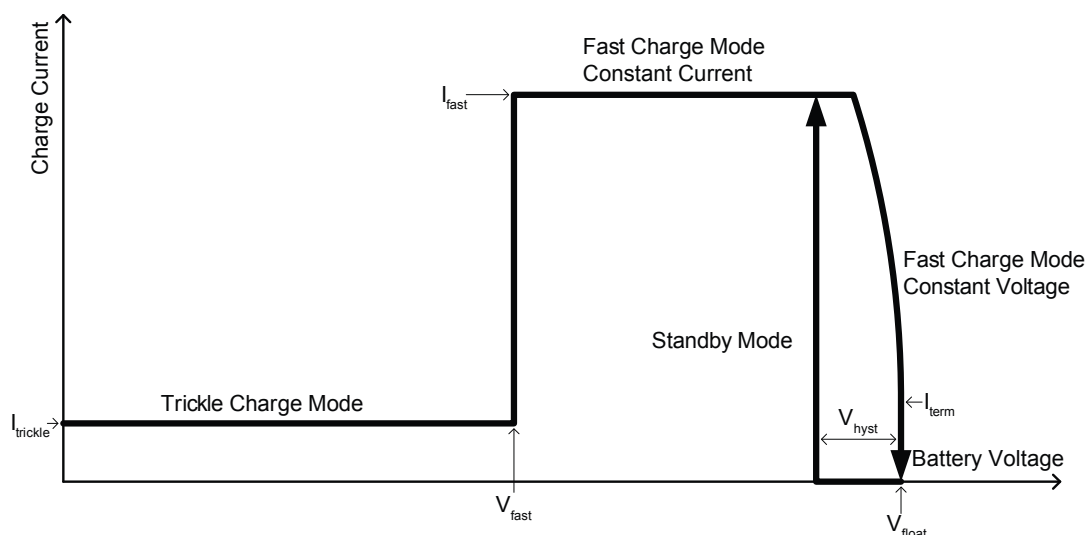 Charge Current
Fast Charge Mode
Constant Current
I_fast
Fast Charge Mode
Constant Voltage
Standby Mode
Trickle Charge Mode
I_term
V_hyst
I_trickle
Battery Voltage
V_fast
V_float